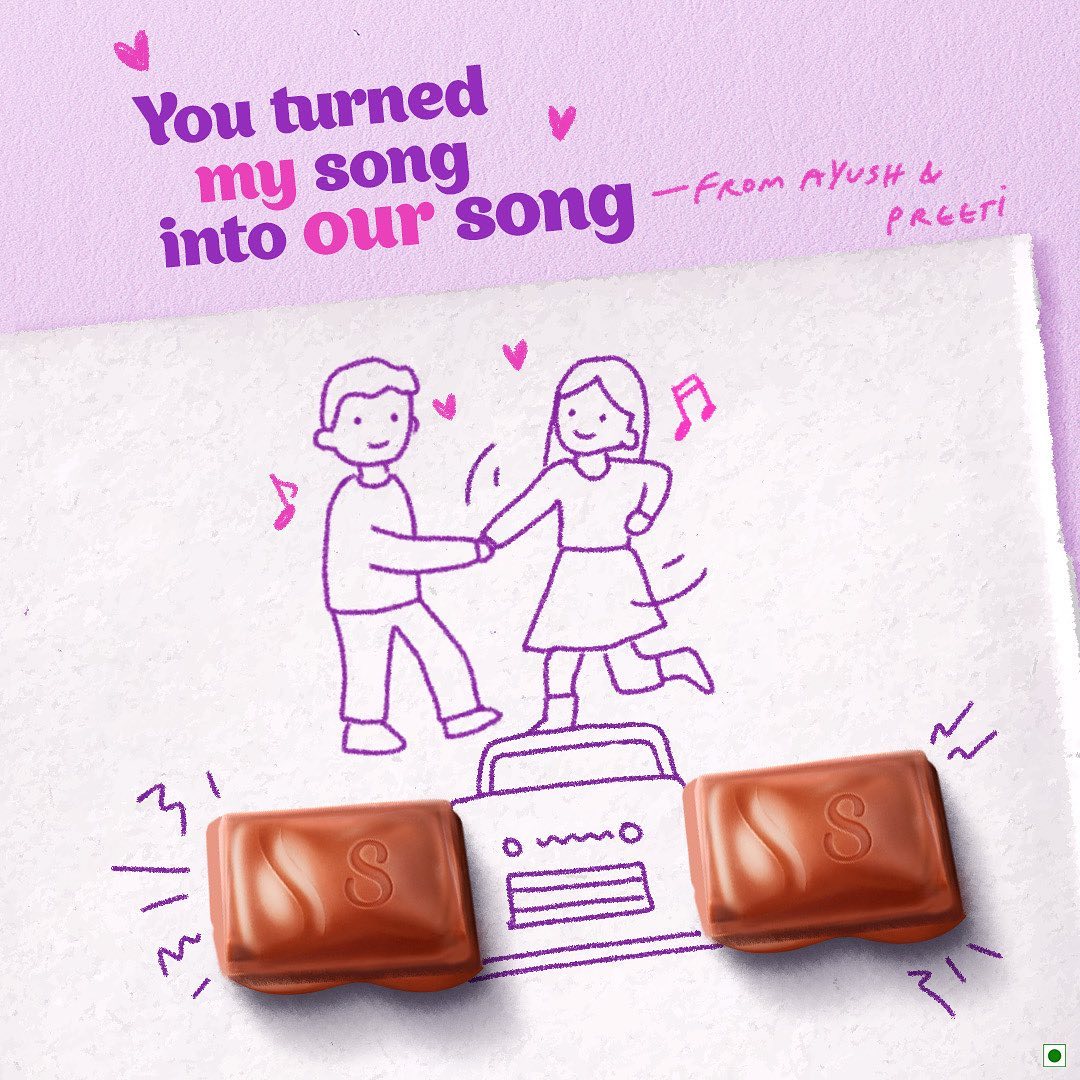 You turned
my song
into our song
—FROM AYUSH &
PREETi
S
S